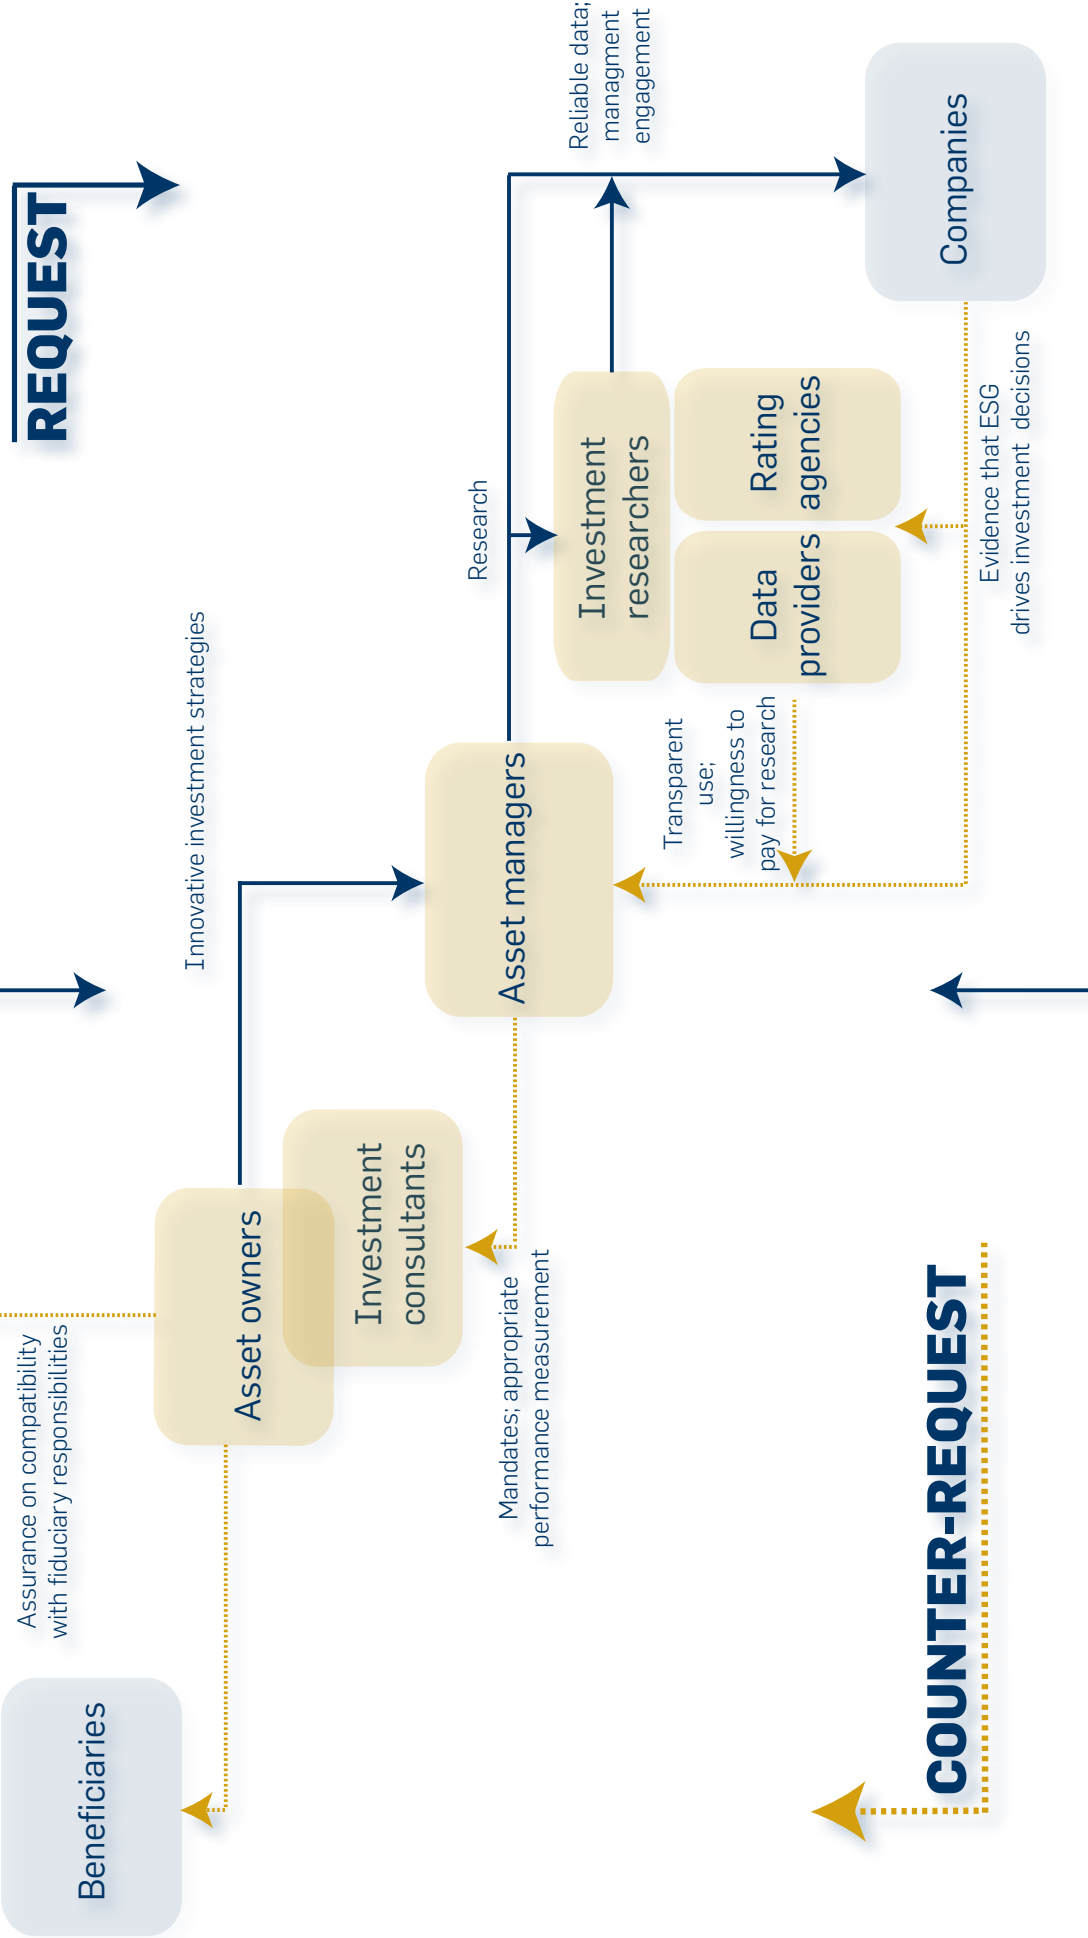 REQUEST
Beneficiaries
Assurance on compatibility
with fiduciary responsibilities
Asset owners
Investment
consultants
Innovative investment strategies
Mandates; appropriate
performance measurement
Asset managers
Research
Investment
researchers
Data
providers
Rating
agencies
Transparent
use;
willingness to
pay for research
Reliable data;
managment
engagement
Companies
Evidence that ESG
drives investment decisions
COUNTER-REQUEST